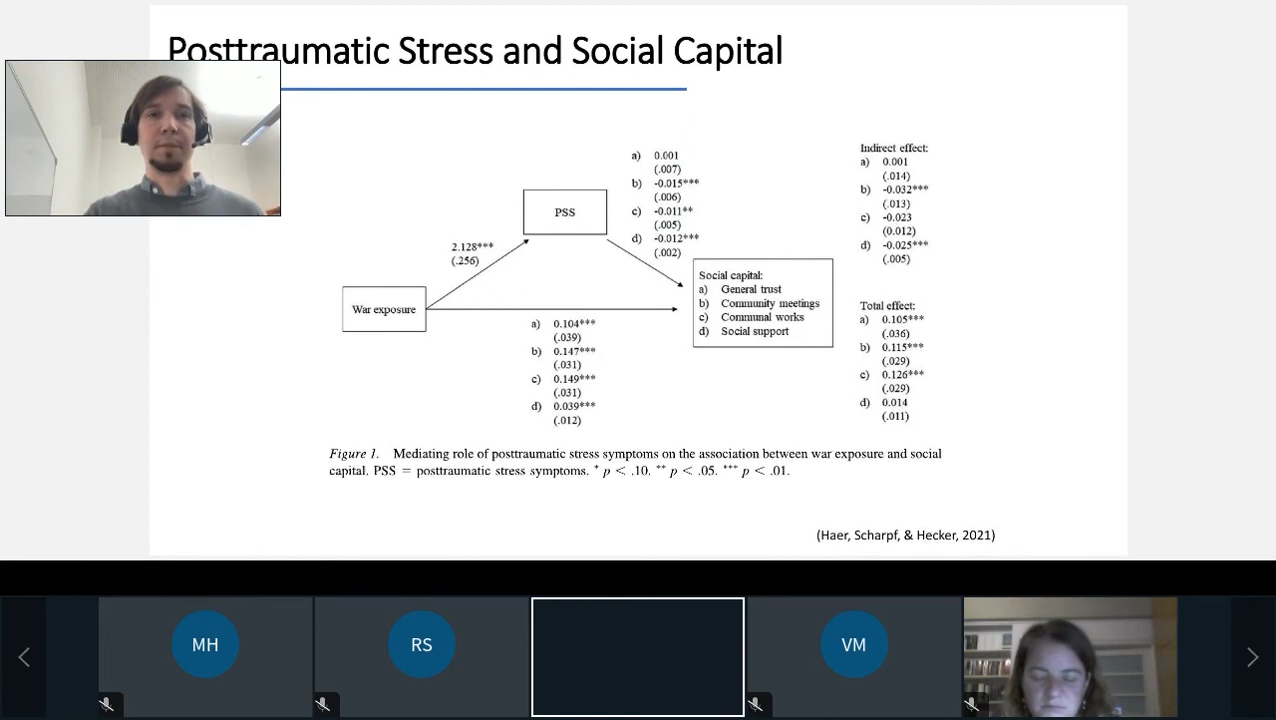 Posttraumatic Stress and Social Capital
a) 0.001
(.007)
b) -0.015***
(.006)
c) -0.011**
(.005)
d) -0.012***
(.002)
Indirect effect:
a) 0.001
(.014)
b) -0.032***
(.013)
c) -0.023
(0.012)
d) -0.025***
(.005)
PSS
2.128***
(.256)
War exposure
Social capital:
a) General trust
b) Community meetings
c) Communal works
d) Social support
a) 0.104***
(.039)
b) 0.147***
(.031)
c) 0.149***
(.031)
d) 0.039***
(.012)
Total effect:
a) 0.105***
(.036)
b) 0.115***
(.029)
c) 0.126***
(.029)
d) 0.014
(.011)
Figure 1. Mediating role of posttraumatic stress symptoms on the association between war exposure and social
capital. PSS = posttraumatic stress symptoms. * p < .10. ** p < .05. *** p < .01.
(Haer, Scharpf, & Hecker, 2021)
MH
RS
VM